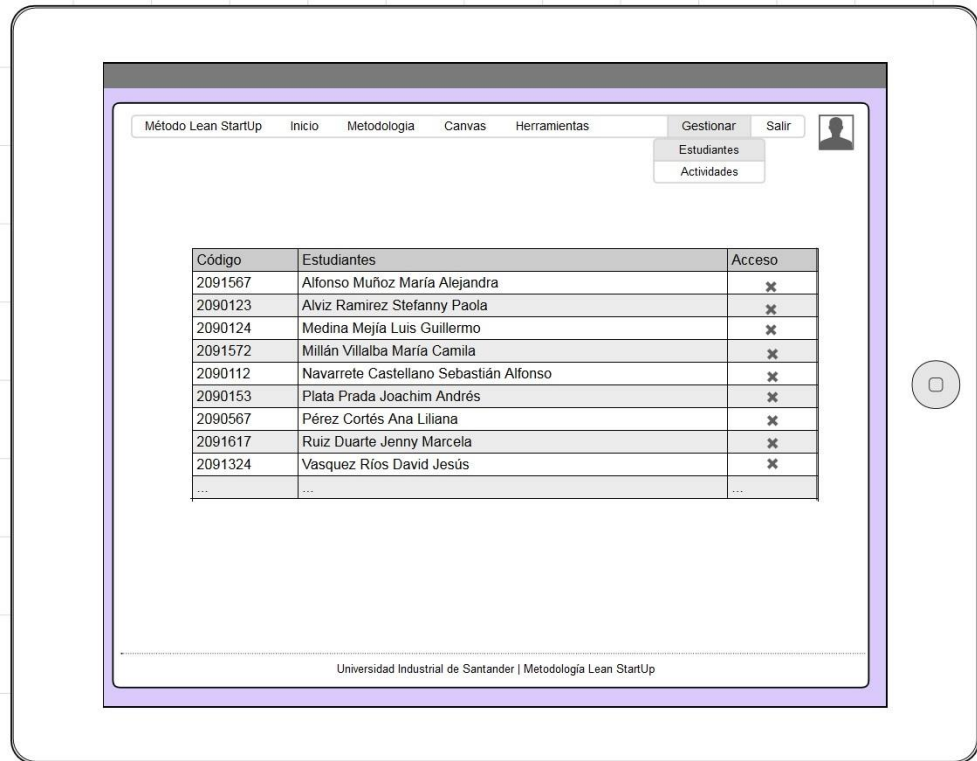 Método Lean StartUp Inicio Metodologia Canvas Herramientas Gestionar Salir
Estudiantes
Actividades
Código Estudiantes Acceso
2091567 Alfonso Muñoz María Alejandra
2090123 Alviz Ramirez Stefanny Paola
2090124 Medina Mejía Luis Guillermo
2091572 Millán Villalba María Camila
2090112 Navarrete Castellano Sebastián Alfonso
2090153 Plata Prada Joachim Andrés
2090567 Pérez Cortés Ana Liliana
2091617 Ruiz Duarte Jenny Marcela
2091324 Vasquez Ríos David Jesús
... ... ...
Universidad Industrial de Santander | Metodología Lean StartUp